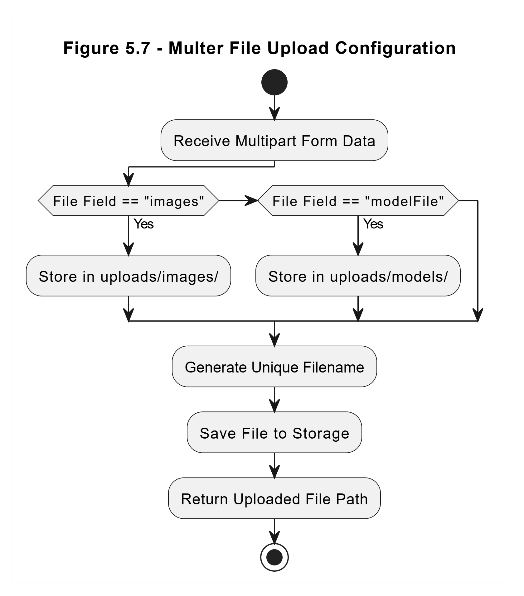 Figure 5.7 - Multer File Upload Configuration
Receive Multipart Form Data
File Field == "images"
File Field == "modelFile"
Yes
Yes
Store in uploads/images/
Store in uploads/models/
Generate Unique Filename
Save File to Storage
Return Uploaded File Path